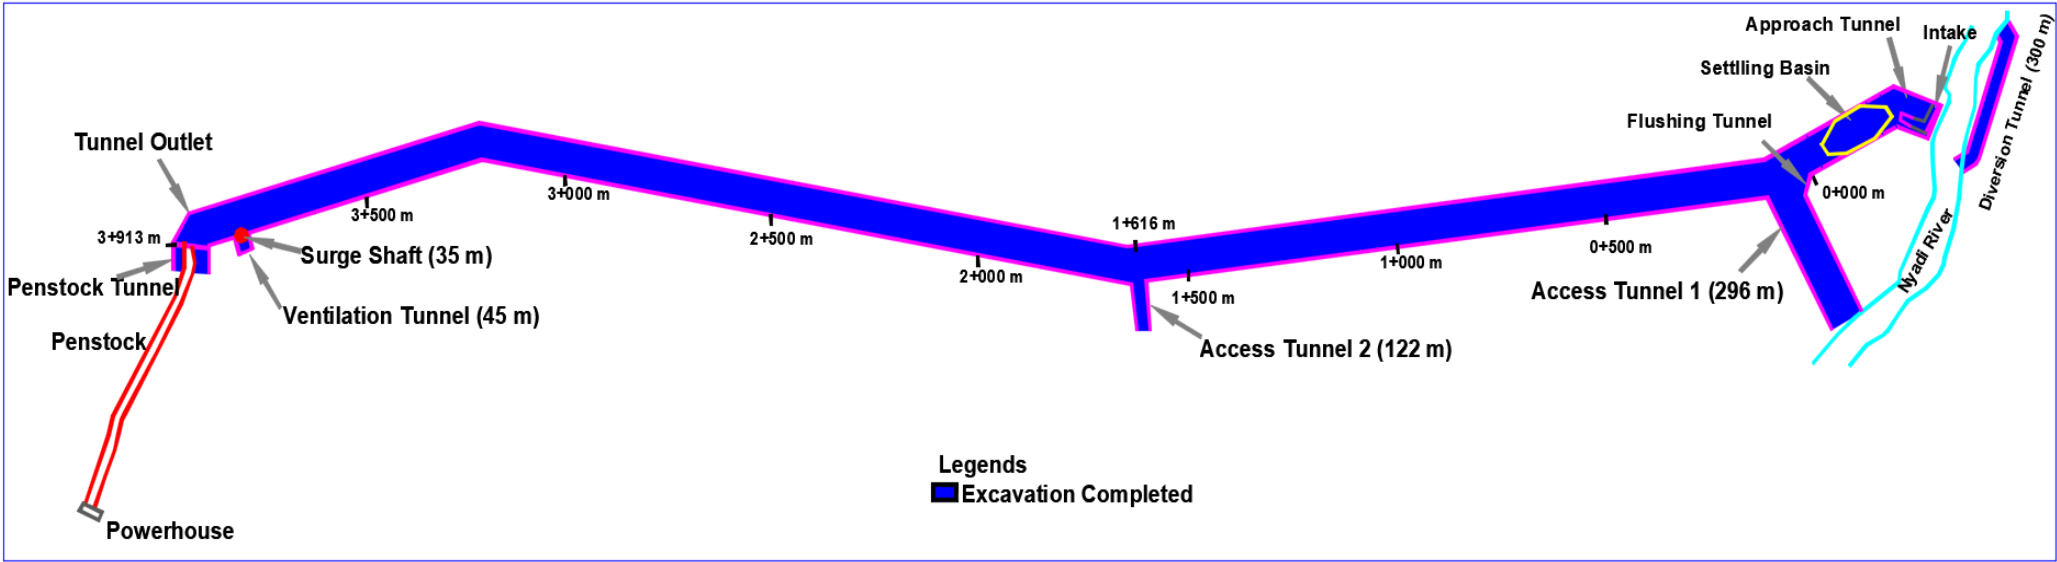 Approach Tunnel
Intake
Settlling Basin
Flushing Tunnel
Diversion Tunnel (300 m)
Tunnel Outlet
3+500 m
3+000 m
0+000 m
3+913 m
2+500 m
1+616 m
Nyadi River
0+500 m
Surge Shaft (35 m)
1+000 m
2+000 m
Penstock Tunnel
1+500 m
Access Tunnel 1 (296 m)
Ventilation Tunnel (45 m)
Penstock
Access Tunnel 2 (122 m)
Legends
Excavation Completed
Powerhouse